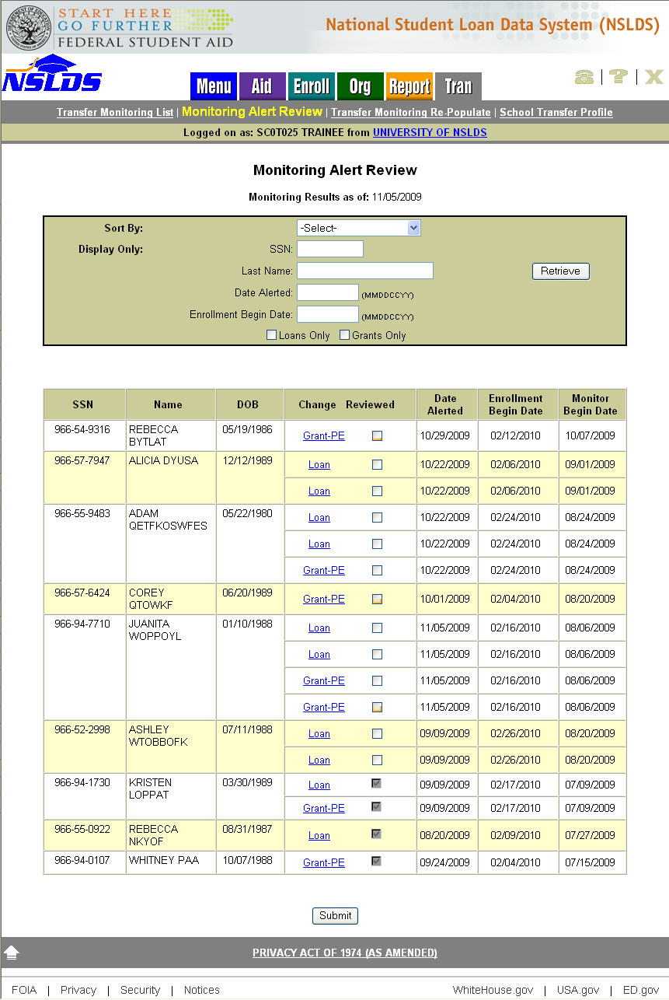 START HERE
GO FURTHER
FEDERAL STUDENT AID
National Student Loan Data System (NSLDS)
NSLDS
Menu Aid Enroll Org Report Tran
Transfer Monitoring List | Monitoring Alert Review | Transfer Monitoring Re-Populate | School Transfer Profile
Logged on as: SC0T025 TRAINEE from UNIVERSITY OF NSLDS
Monitoring Alert Review
Monitoring Results as of: 11/05/2009
Sort By: -Select-
Display Only: SSN:
Last Name: Retrieve
Date Alerted: (MMDDCCYY)
Enrollment Begin Date: (MMDDCCYY)
Loans Only Grants Only
SSN Name DOB Change Reviewed Date Alerted Enrollment Begin Date Monitor Begin Date
966-54-9316 REBECCA BYTLAT 05/19/1986 Grant-PE 10/29/2009 02/12/2010 10/07/2009
966-57-7947 ALICIA DYUSA 12/12/1989 Loan 10/22/2009 02/06/2010 09/01/2009
Loan 10/22/2009 02/06/2010 09/01/2009
966-55-9483 ADAM QETFKOSWFES 05/22/1980 Loan 10/22/2009 02/24/2010 08/24/2009
Loan 10/22/2009 02/24/2010 08/24/2009
Grant-PE 10/22/2009 02/24/2010 08/24/2009
966-57-6424 COREY QTOWKF 06/20/1989 Grant-PE 10/01/2009 02/04/2010 08/20/2009
966-94-7710 JUANITA WOPPOYL 01/10/1988 Loan 11/05/2009 02/16/2010 08/06/2009
Loan 11/05/2009 02/16/2010 08/06/2009
Grant-PE 11/05/2009 02/16/2010 08/06/2009
Grant-PE 11/05/2009 02/16/2010 08/06/2009
966-52-2998 ASHLEY WTOBBOFK 07/11/1988 Loan 09/09/2009 02/26/2010 08/20/2009
Loan 09/09/2009 02/26/2010 08/20/2009
966-94-1730 KRISTEN LOPPAT 03/30/1989 Loan 09/09/2009 02/17/2010 07/09/2009
Grant-PE 09/09/2009 02/17/2010 07/09/2009
966-55-0922 REBECCA NKYOF 08/31/1987 Loan 08/20/2009 02/09/2010 07/27/2009
966-94-0107 WHITNEY PAA 10/07/1988 Grant-PE 09/24/2009 02/04/2010 07/15/2009
Submit
PRIVACY ACT OF 1974 (AS AMENDED)
FOIA | Privacy | Security | Notices WhiteHouse.gov | USA.gov | ED.gov